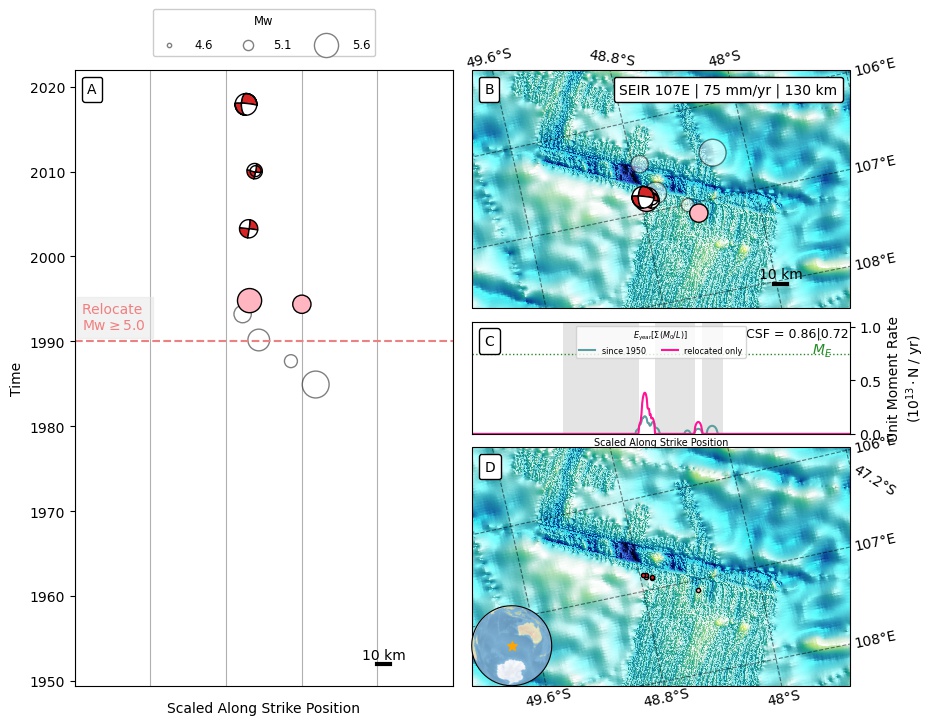 Mw
4.6 5.1 5.6
A
2020
2010
2000
1990
1980
1970
1960
1950
Time
Relocate
Mw ≥ 5.0
10 km
Scaled Along Strike Position
49.6°S 48.8°S 48°S 106°E
B
SEIR 107E | 75 mm/yr | 130 km
107°E
108°E
10 km
C
E_year[Σ(M₀/L)]
since 1950 relocated only
CSF = 0.86|0.72
M_E
1.0
0.5
0.0
Unit Moment Rate
(10¹³ · N / yr)
Scaled Along Strike Position
106°E
47.2°S
D
107°E
108°E
49.6°S 48.8°S 48°S